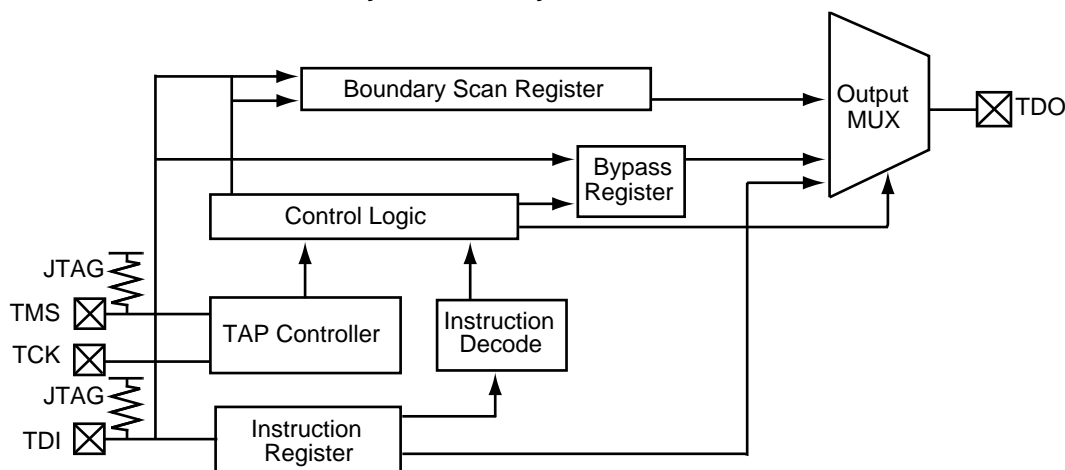 Boundary Scan Register
Output
MUX
TDO
Bypass
Register
Control Logic
JTAG
TMS
TAP Controller
Instruction
Decode
TCK
JTAG
TDI
Instruction
Register